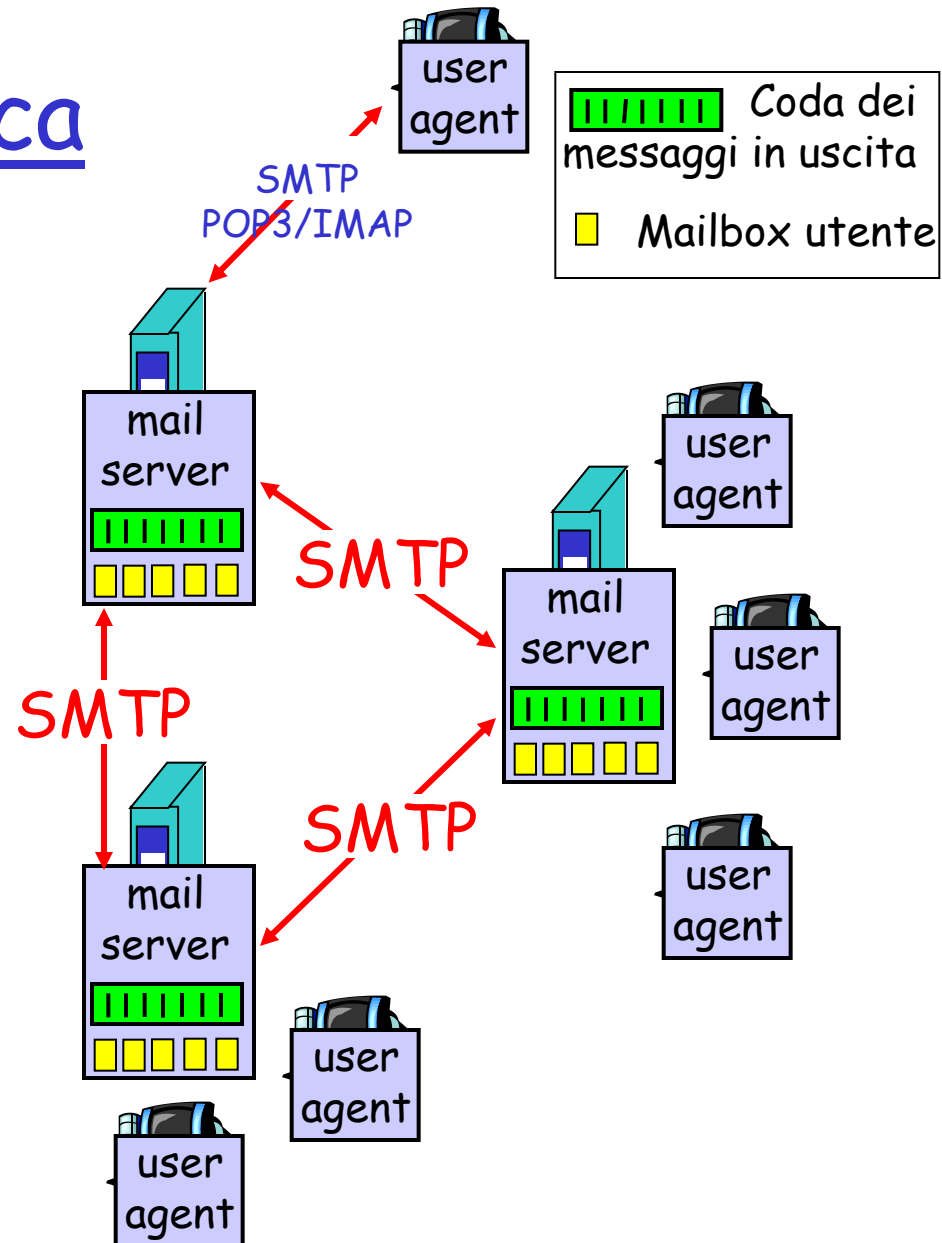 ca
user
agent
Coda dei
messaggi in uscita
Mailbox utente
SMTP
POP3/IMAP
mail
server
user
agent
SMTP
mail
server
user
agent
SMTP
SMTP
user
agent
mail
server
user
agent
user
agent